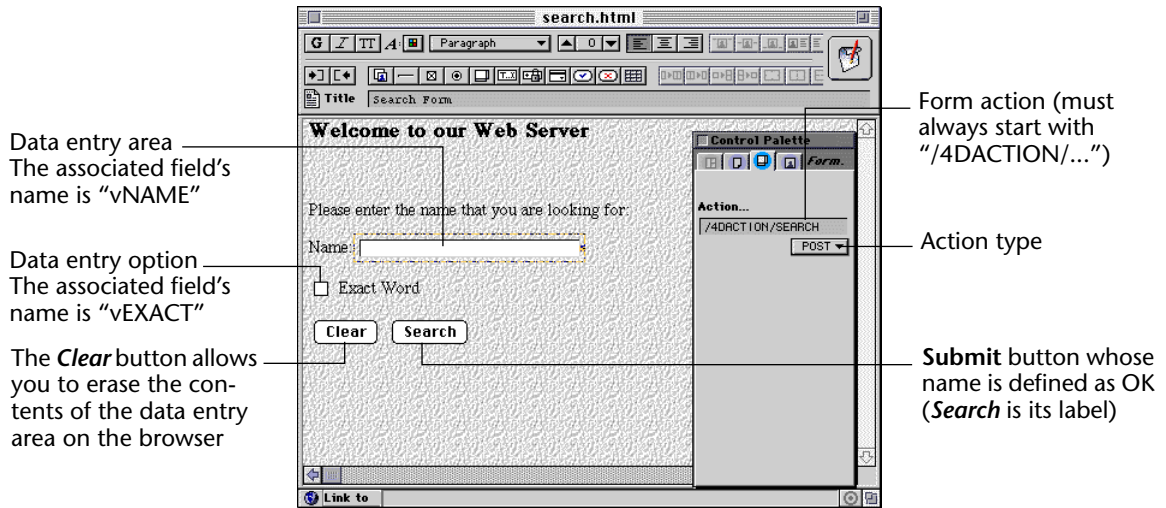 search.html
G I TT A Paragraph 0
Title Search Form
Welcome to our Web Server
Please enter the name that you are looking for:
Name:
Exact Word
Clear Search
Link to
Control Palette
Form.
Action...
/4DACTION/SEARCH
POST
Data entry area
The associated field's
name is “vNAME”
Data entry option
The associated field's
name is “vEXACT”
The Clear button allows
you to erase the con-
tents of the data entry
area on the browser
Form action (must
always start with
“/4DACTION/...”)
Action type
Submit button whose
name is defined as OK
(Search is its label)